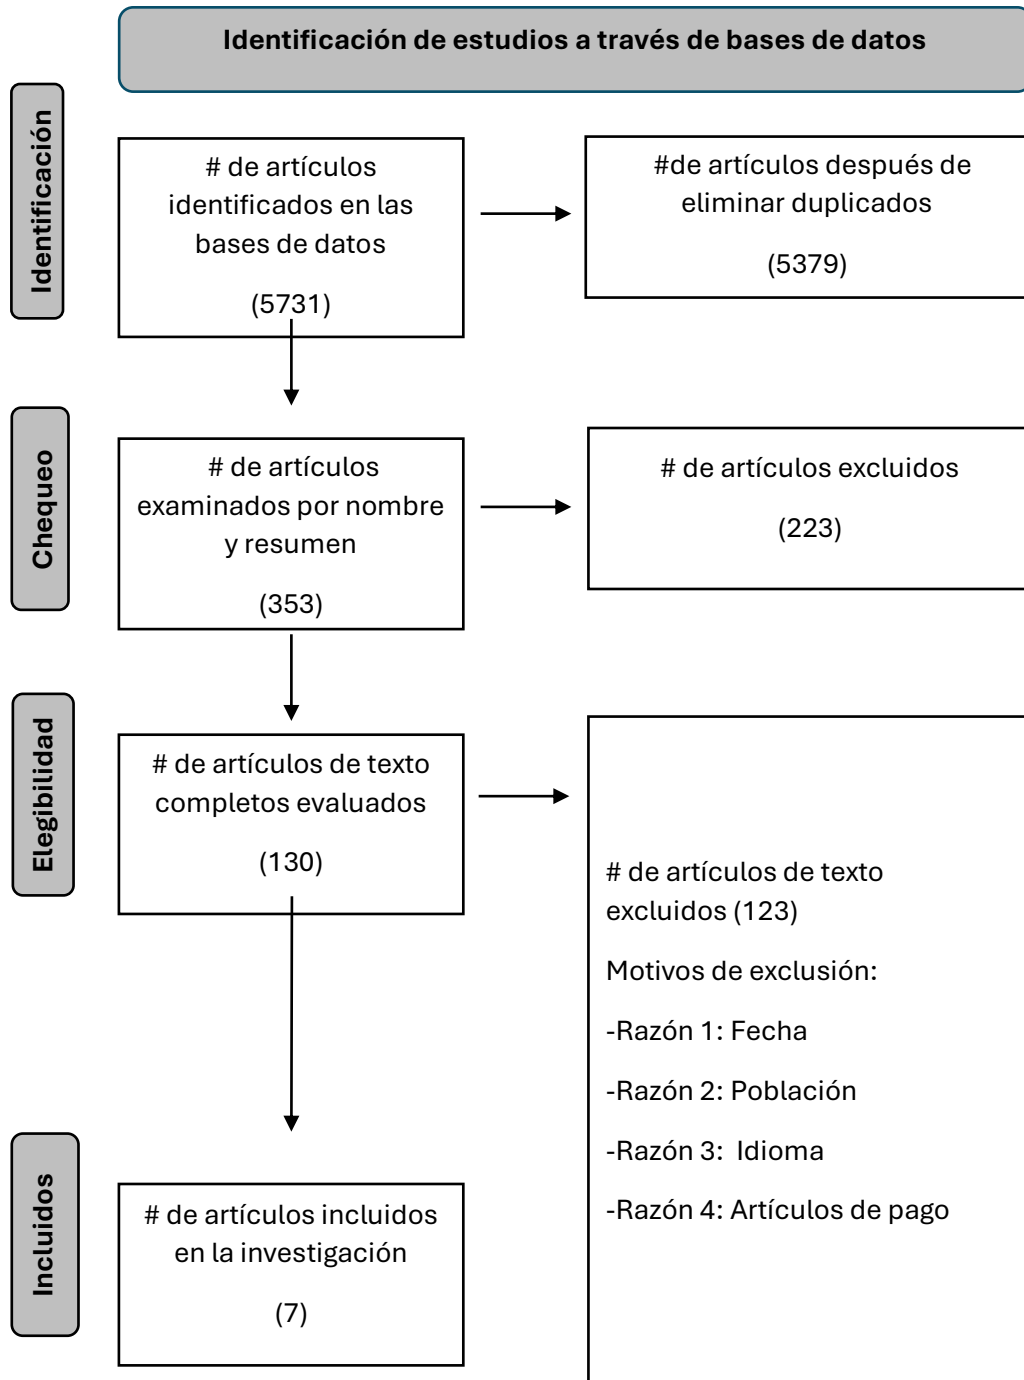 Identificación de estudios a través de bases de datos
Identificación
# de artículos
identificados en las
bases de datos
(5731)
#de artículos después de
eliminar duplicados
(5379)
Chequeo
# de artículos
examinados por nombre
y resumen
(353)
# de artículos excluidos
(223)
Elegibilidad
# de artículos de texto
completos evaluados
(130)
# de artículos de texto
excluidos (123)
Motivos de exclusión:
-Razón 1: Fecha
-Razón 2: Población
-Razón 3:  Idioma
-Razón 4: Artículos de pago
Incluidos
# de artículos incluidos
en la investigación
(7)